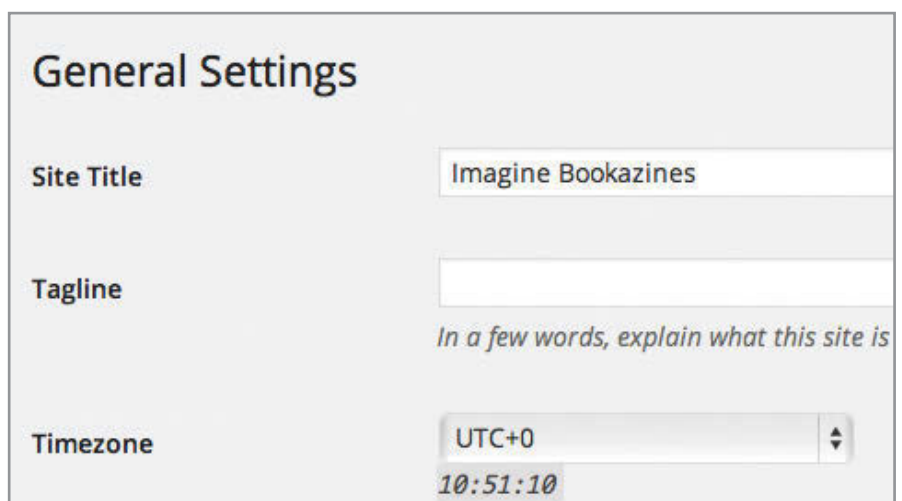 General Settings
Site Title
Imagine Bookazines
Tagline
In a few words, explain what this site is
Timezone
UTC+0
10:51:10